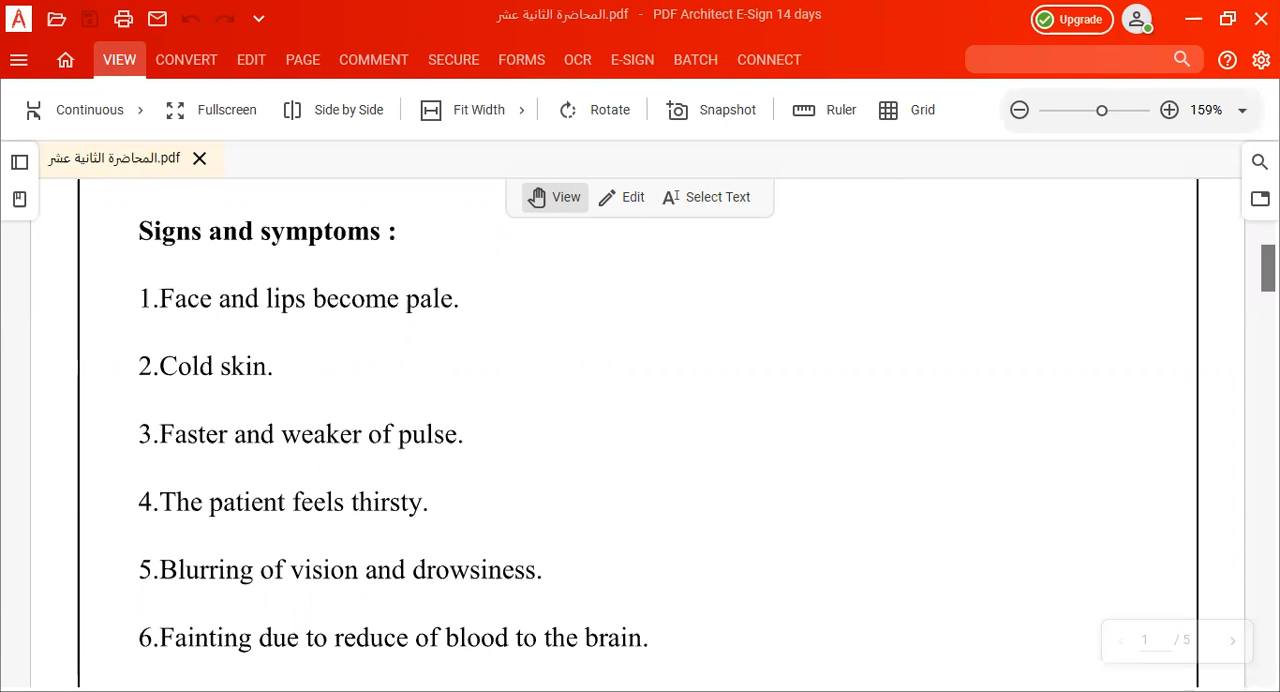 المحاضرة الثانية عشر.pdf - PDF Architect E-Sign 14 days
Upgrade
VIEW CONVERT EDIT PAGE COMMENT SECURE FORMS OCR E-SIGN BATCH CONNECT
Continuous Fullscreen Side by Side Fit Width Rotate Snapshot Ruler Grid 159%
المحاضرة الثانية عشر.pdf
View Edit Select Text
Signs and symptoms :
1.Face and lips become pale.
2.Cold skin.
3.Faster and weaker of pulse.
4.The patient feels thirsty.
5.Blurring of vision and drowsiness.
6.Fainting due to reduce of blood to the brain.
1 / 5